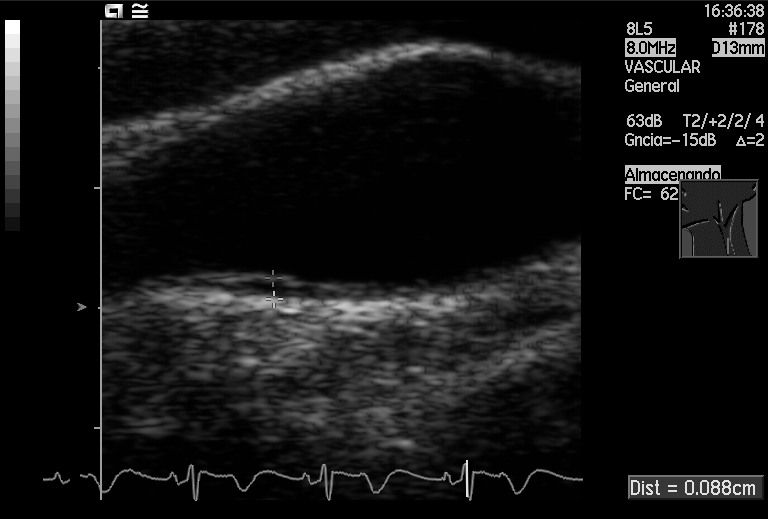 16:36:38
8L5 #178
8.0MHz D13mm
VASCULAR
General
63dB T2/+2/2/ 4
Gncia=-15dB Δ=2
Almacenando
FC= 62
Dist = 0.088cm